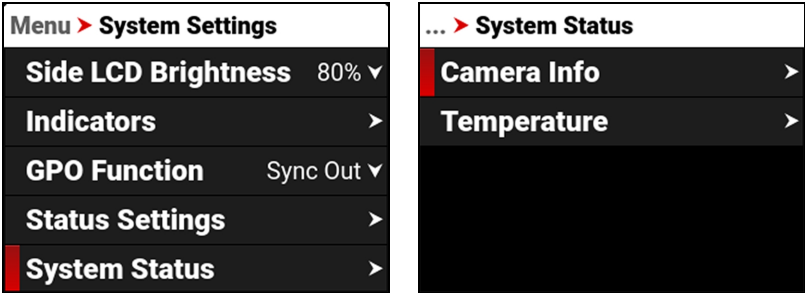 Menu ➤ System Settings
Side LCD Brightness 80%
Indicators
GPO Function Sync Out
Status Settings
System Status
... ➤ System Status
Camera Info
Temperature